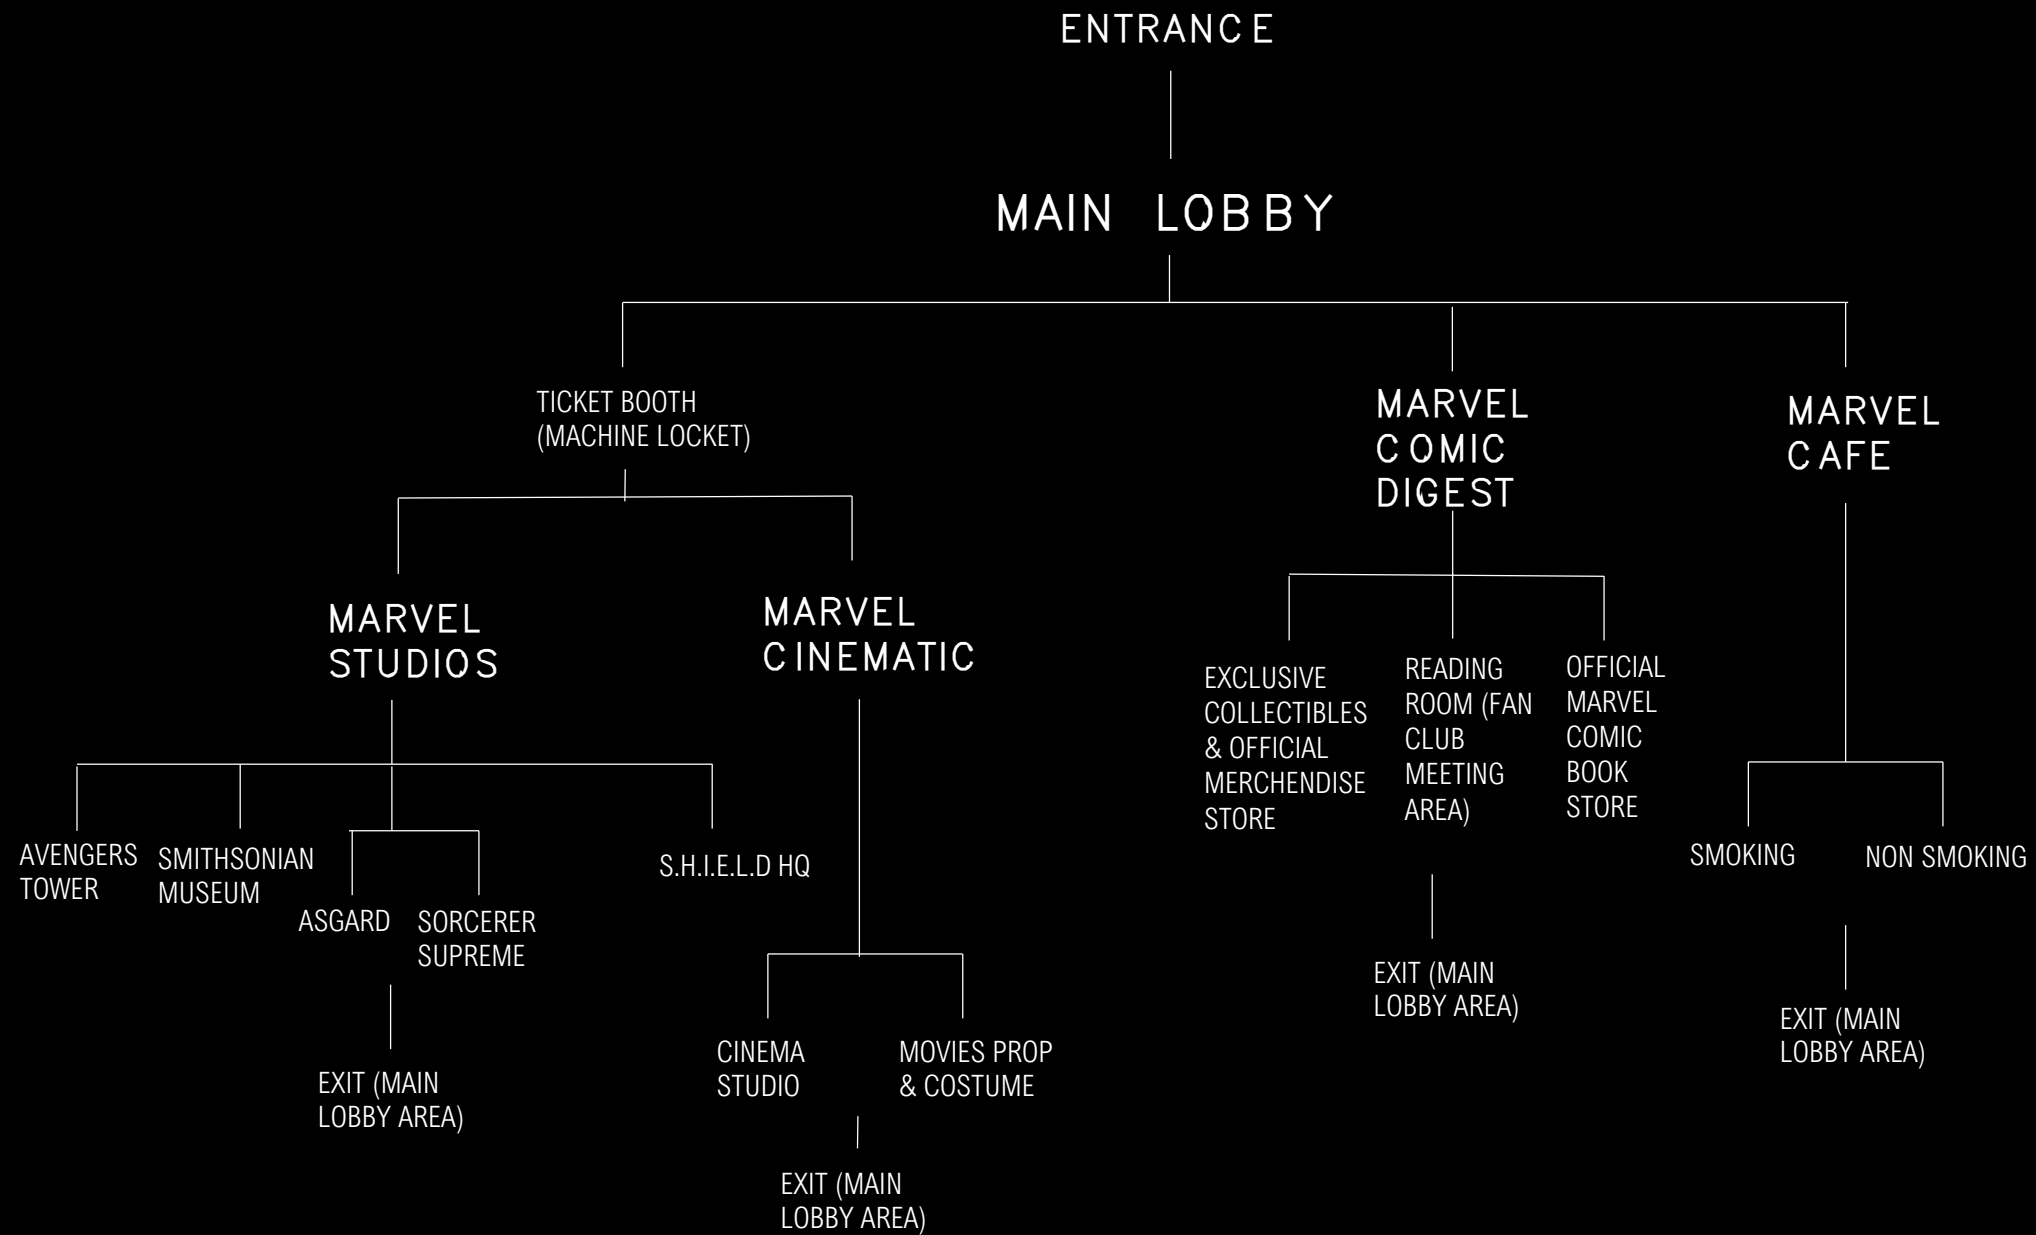 ENTRANCE
MAIN LOBBY
TICKET BOOTH
(MACHINE LOCKET)
MARVEL
COMIC
DIGEST
MARVEL
CAFE
MARVEL
STUDIOS
MARVEL
CINEMATIC
EXCLUSIVE
COLLECTIBLES
& OFFICIAL
MERCHENDISE
STORE
READING
ROOM (FAN
CLUB
MEETING
AREA)
OFFICIAL
MARVEL
COMIC
BOOK
STORE
AVENGERS
TOWER
SMITHSONIAN
MUSEUM
ASGARD
SORCERER
SUPREME
S.H.I.E.L.D HQ
SMOKING
NON SMOKING
EXIT (MAIN
LOBBY AREA)
CINEMA
STUDIO
MOVIES PROP
& COSTUME
EXIT (MAIN
LOBBY AREA)
EXIT (MAIN
LOBBY AREA)
EXIT (MAIN
LOBBY AREA)